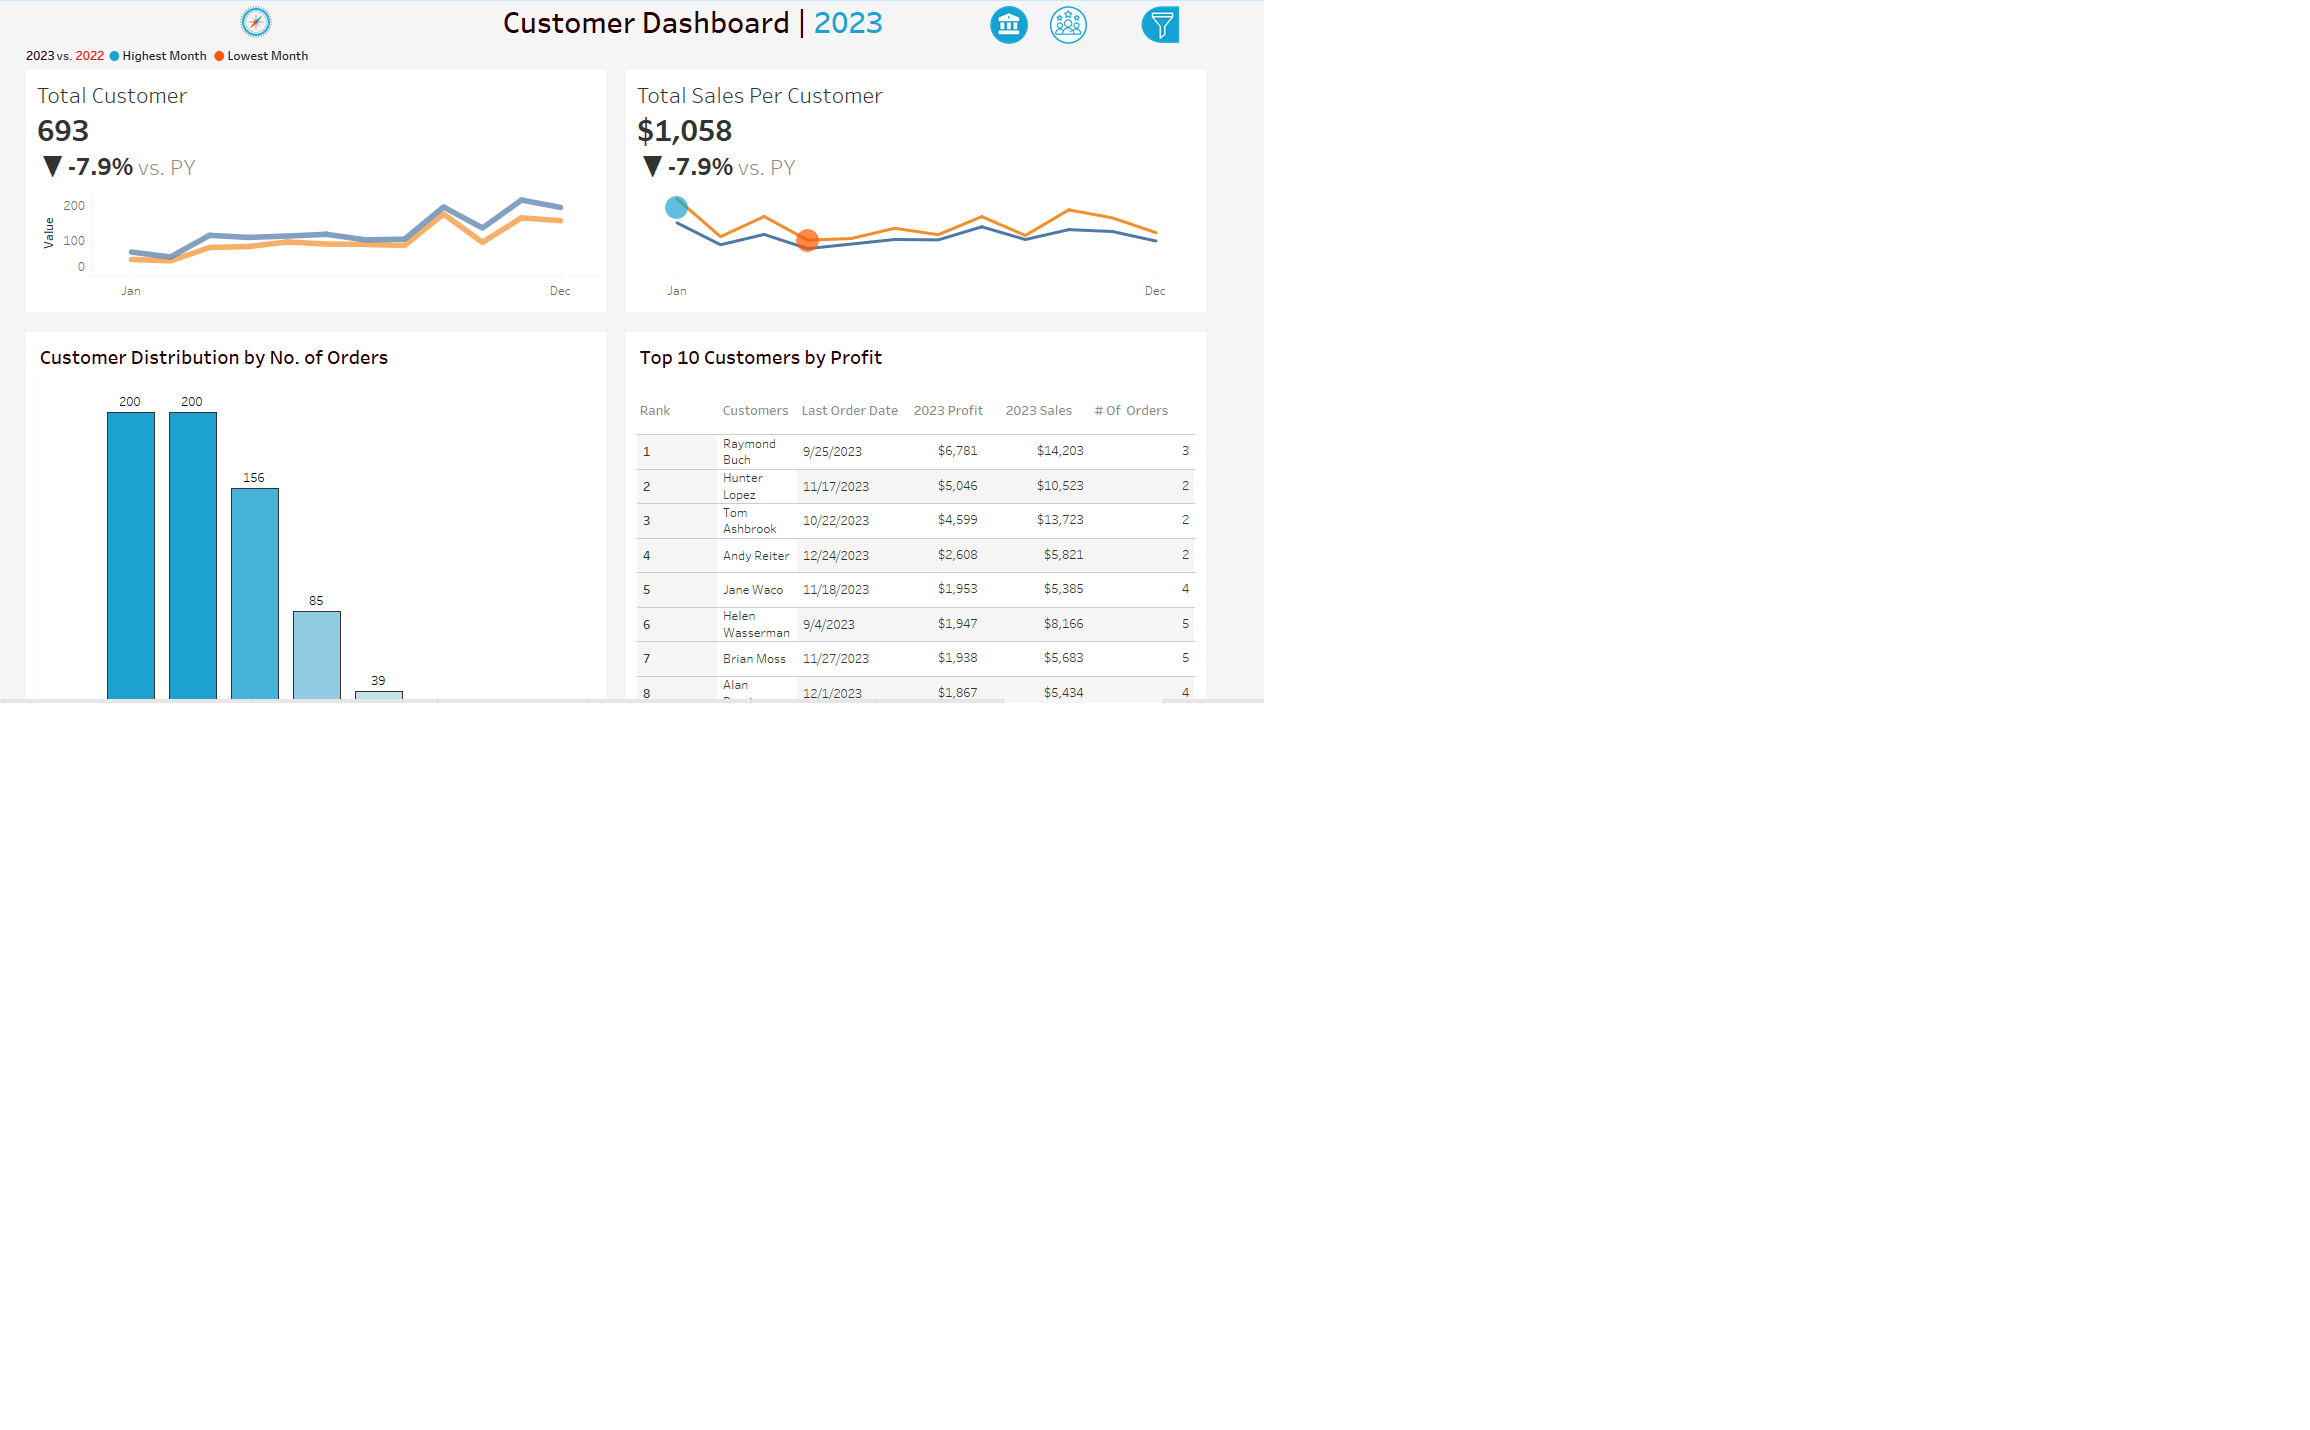 Customer Dashboard | 2023
2023 vs. 2022 Highest Month Lowest Month
Total Customer
693
▼ -7.9% vs. PY
Value
200
100
0
Jan Dec
Total Sales Per Customer
$1,058
▼ -7.9% vs. PY
Jan Dec
Customer Distribution by No. of Orders
200 200
156
85
39
Top 10 Customers by Profit
Rank Customers Last Order Date 2023 Profit 2023 Sales # Of Orders
1 Raymond Buch 9/25/2023 $6,781 $14,203 3
2 Hunter Lopez 11/17/2023 $5,046 $10,523 2
3 Tom Ashbrook 10/22/2023 $4,599 $13,723 2
4 Andy Reiter 12/24/2023 $2,608 $5,821 2
5 Jane Waco 11/18/2023 $1,953 $5,385 4
6 Helen Wasserman 9/4/2023 $1,947 $8,166 5
7 Brian Moss 11/27/2023 $1,938 $5,683 5
8 Alan 12/1/2023 $1,867 $5,434 4